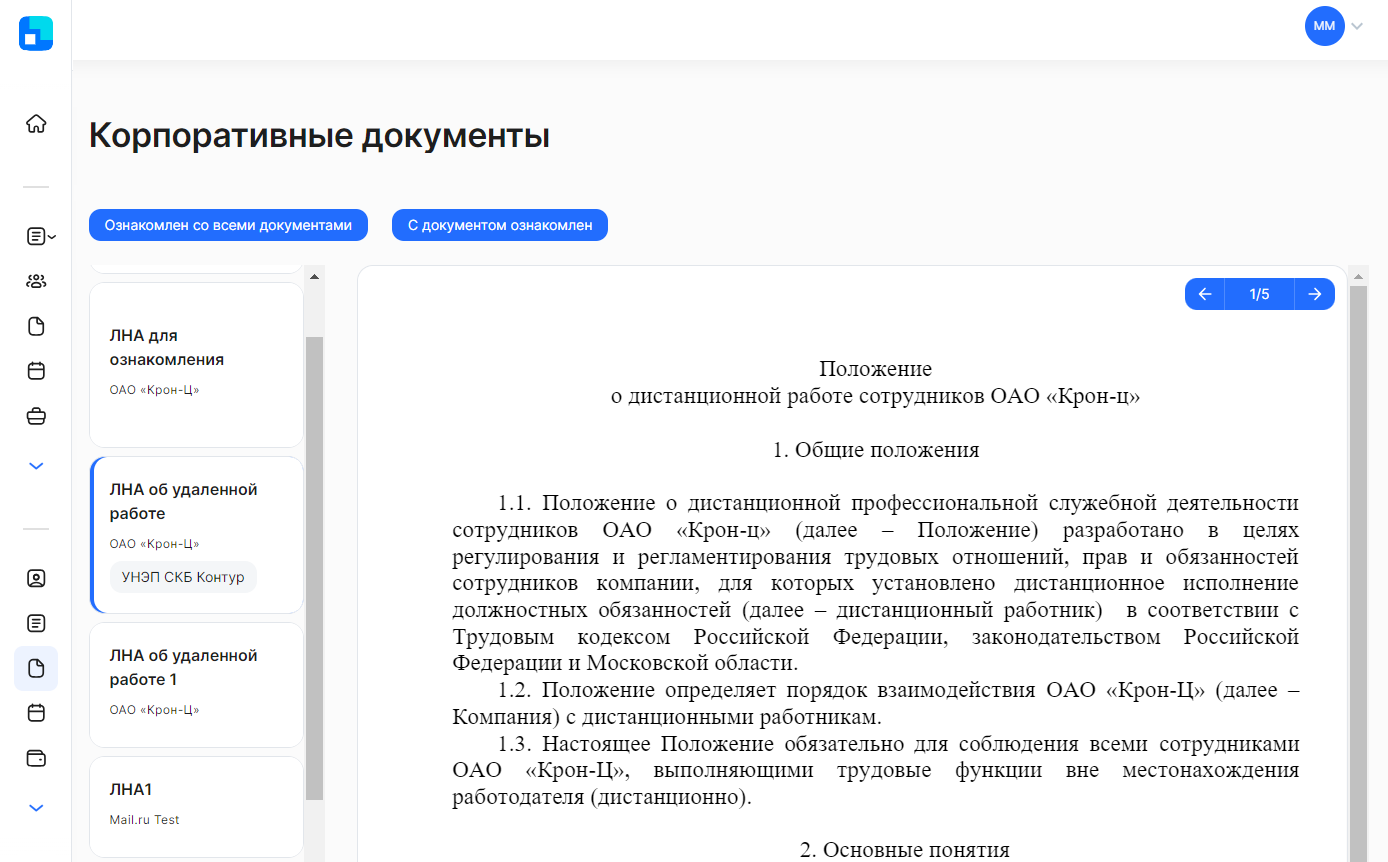 ММ
Корпоративные документы
Ознакомлен со всеми документами
С документом ознакомлен
ЛНА для
ознакомления
ОАО «Крон-Ц»
ЛНА об удаленной
работе
ОАО «Крон-Ц»
УНЭП СКБ Контур
ЛНА об удаленной
работе 1
ОАО «Крон-Ц»
ЛНА1
Mail.ru Test
1/5
Положение
о дистанционной работе сотрудников ОАО «Крон-ц»
1. Общие положения
1.1. Положение о дистанционной профессиональной служебной деятельности
сотрудников ОАО «Крон-ц» (далее – Положение) разработано в целях
регулирования и регламентирования трудовых отношений, прав и обязанностей
сотрудников компании, для которых установлено дистанционное исполнение
должностных обязанностей (далее – дистанционный работник) в соответствии с
Трудовым кодексом Российской Федерации, законодательством Российской
Федерации и Московской области.
1.2. Положение определяет порядок взаимодействия ОАО «Крон-Ц» (далее –
Компания) с дистанционными работникам.
1.3. Настоящее Положение обязательно для соблюдения всеми сотрудниками
ОАО «Крон-Ц», выполняющими трудовые функции вне местонахождения
работодателя (дистанционно).
2. Основные понятия